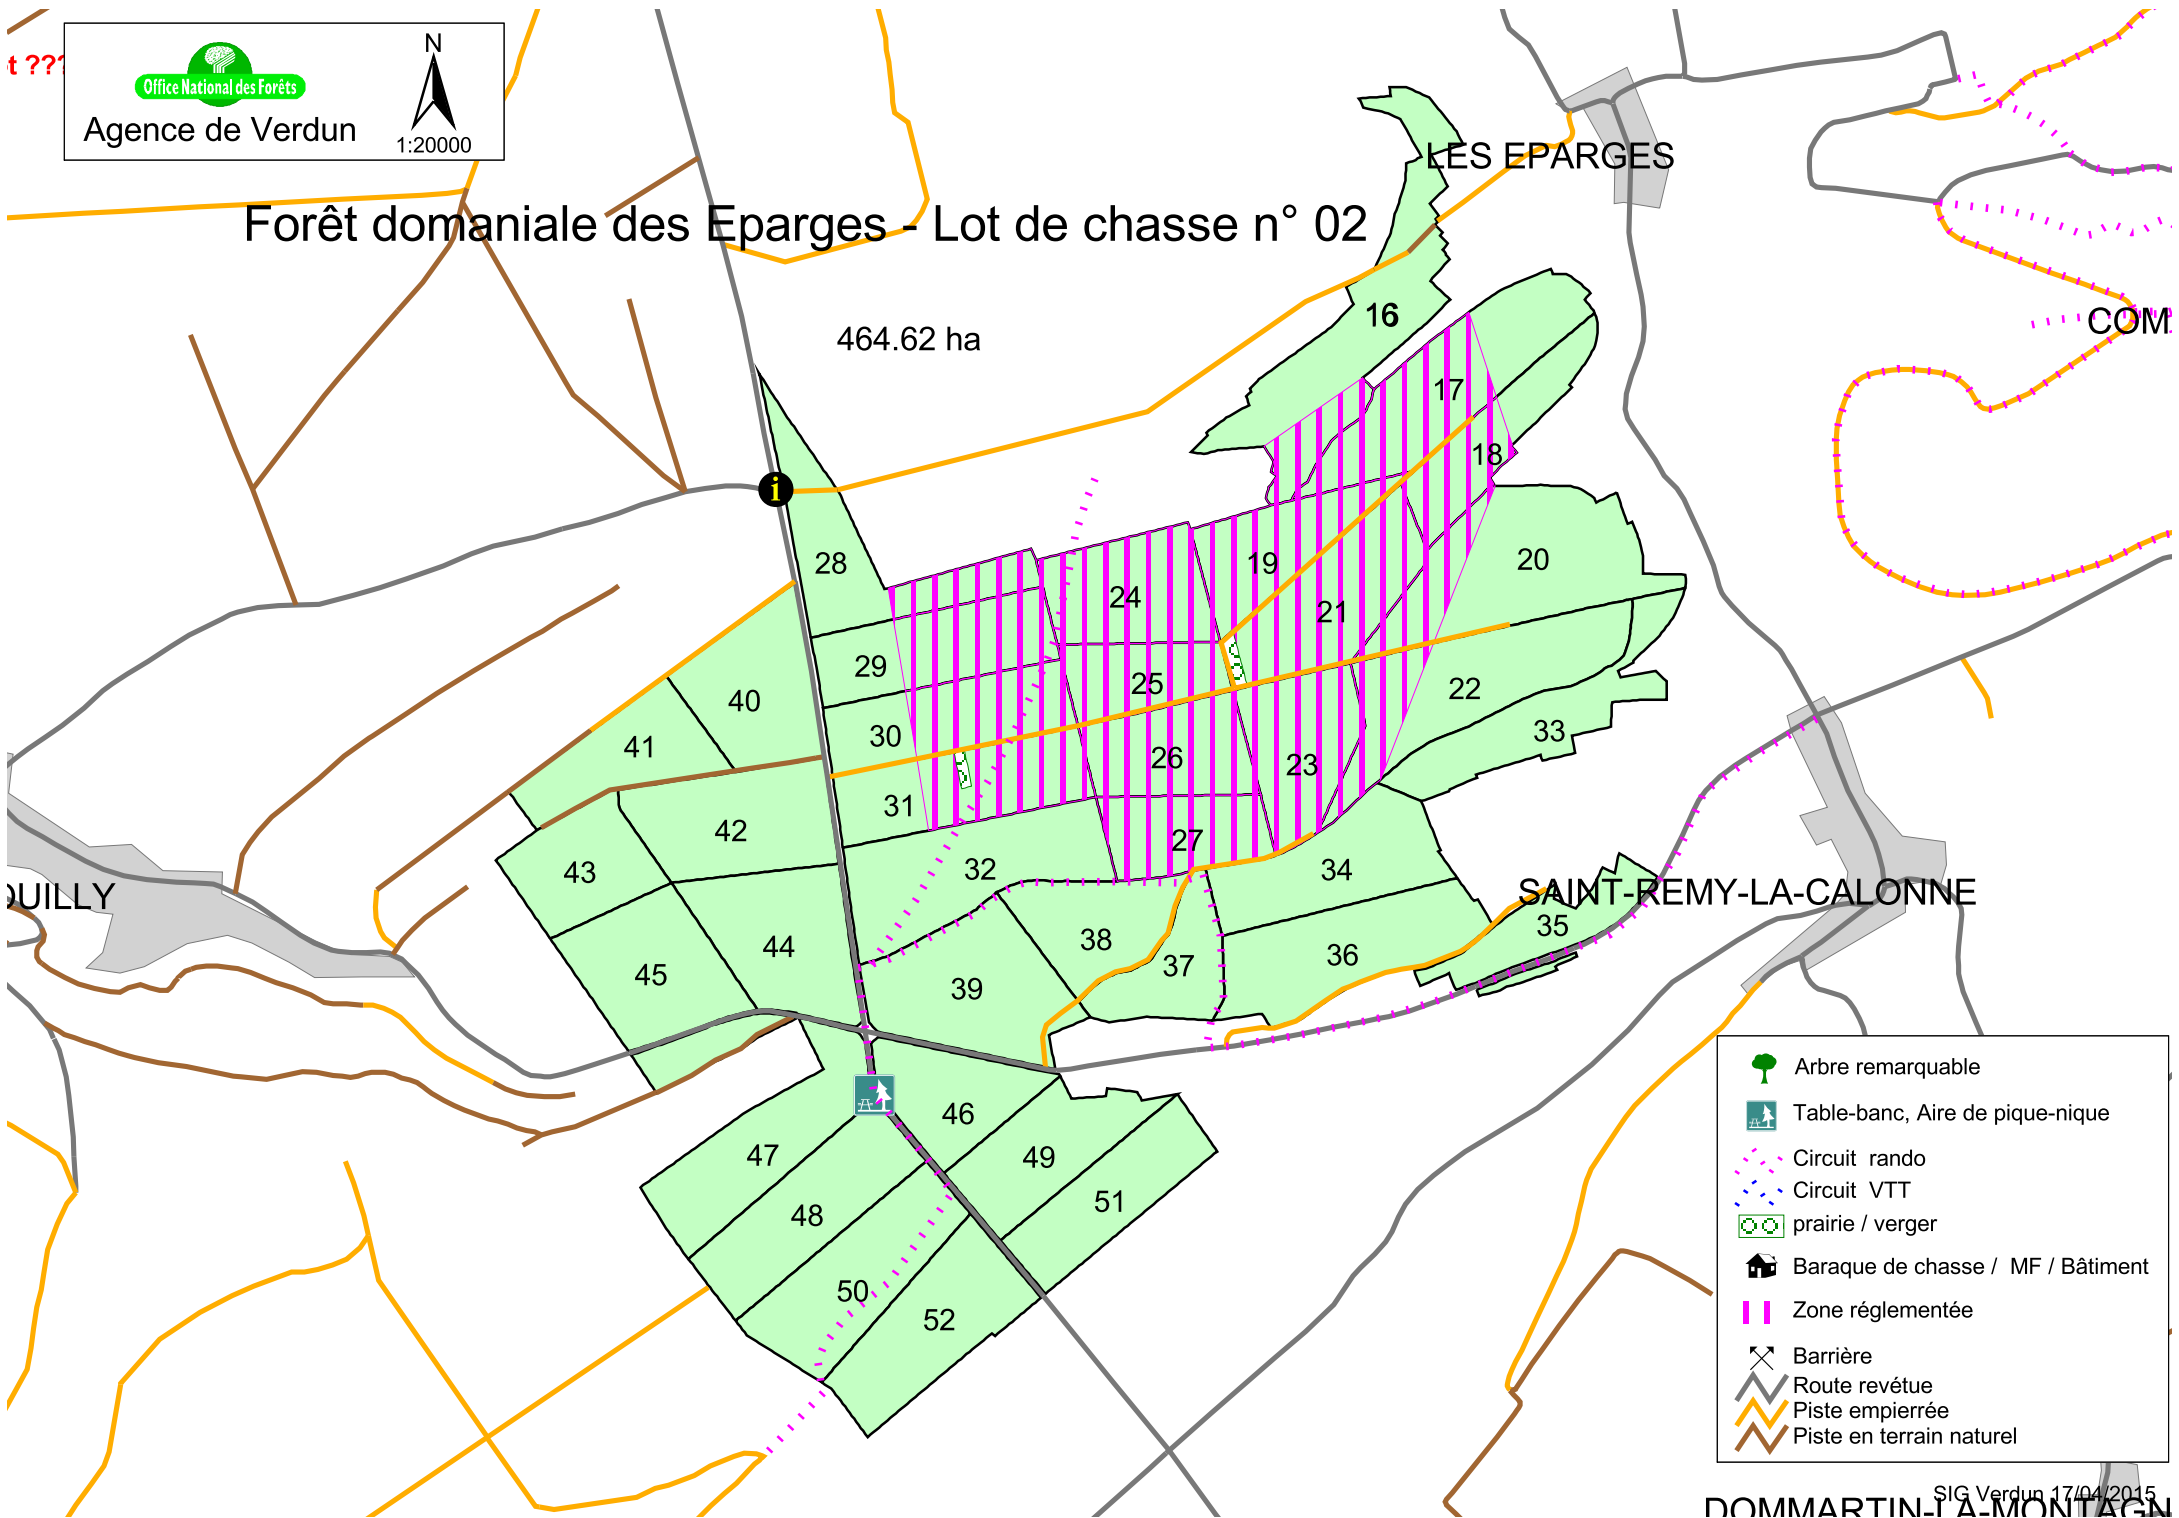 t ???
Office National des Forêts
Agence de Verdun
N
1:20000
Forêt domaniale des Eparges - Lot de chasse n° 02
464.62 ha
LES EPARGES
COM
16
17
18
19
20
21
22
23
24
25
26
27
28
29
30
31
32
33
34
35
36
37
38
39
40
41
42
43
44
45
46
47
48
49
50
51
52
i
OUILLY
SAINT-REMY-LA-CALONNE
Arbre remarquable
Table-banc, Aire de pique-nique
Circuit rando
Circuit VTT
prairie / verger
Baraque de chasse / MF / Bâtiment
Zone réglementée
Barrière
Route revétue
Piste empierrée
Piste en terrain naturel
SIG Verdun 17/04/2015
DOMMARTIN-LA-MONTAGN